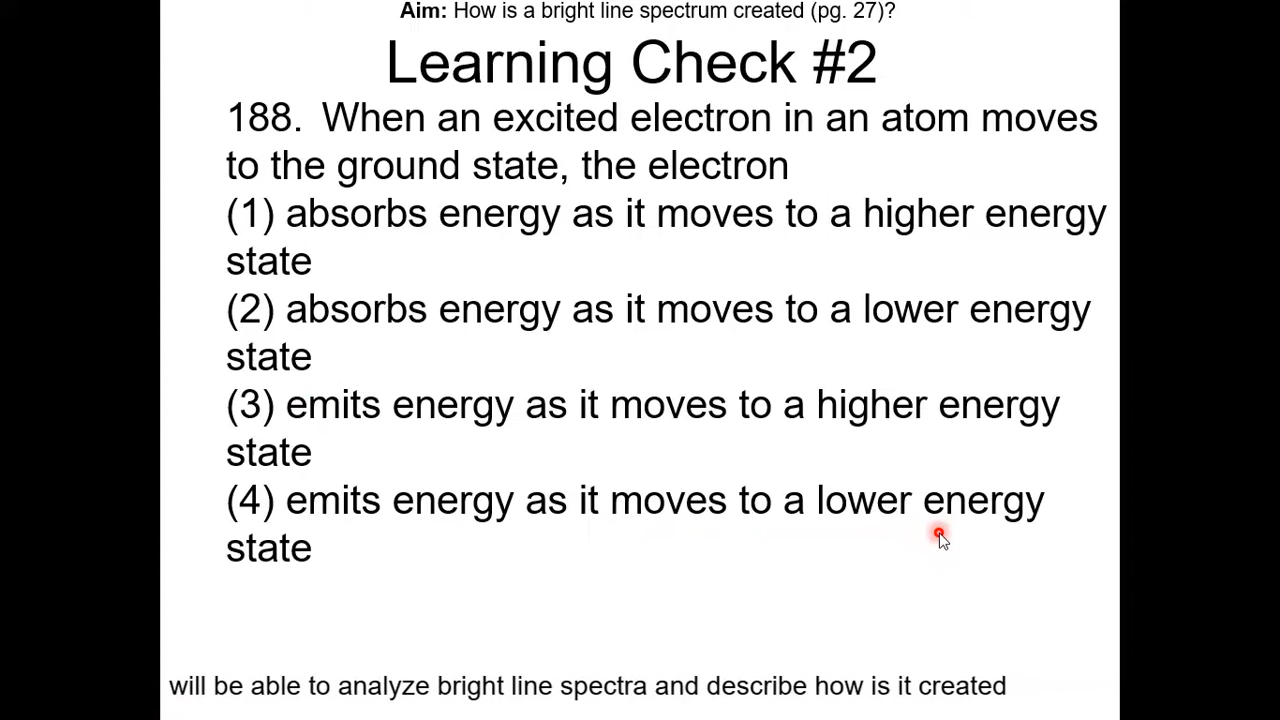 Aim: How is a bright line spectrum created (pg. 27)?
Learning Check #2
188. When an excited electron in an atom moves
to the ground state, the electron
(1) absorbs energy as it moves to a higher energy
state
(2) absorbs energy as it moves to a lower energy
state
(3) emits energy as it moves to a higher energy
state
(4) emits energy as it moves to a lower energy
state
will be able to analyze bright line spectra and describe how is it created